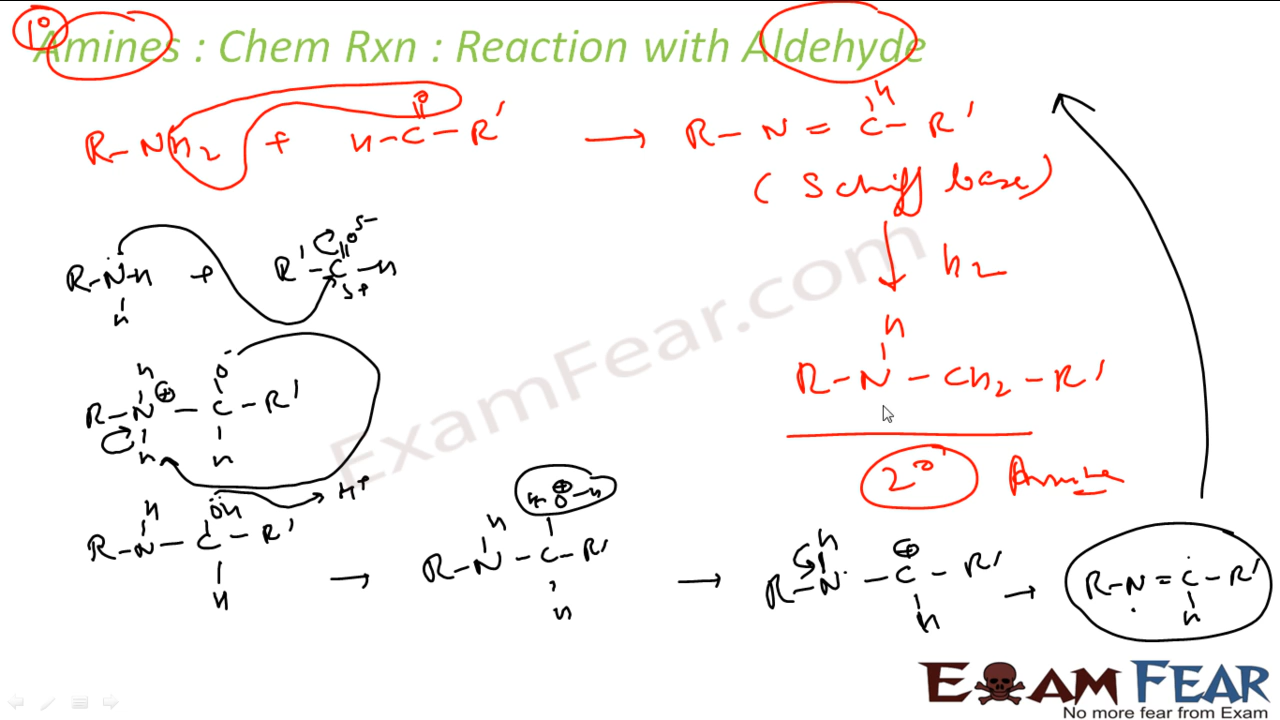 1° Amines : Chem Rxn : Reaction with Aldehyde
R-NH2 + H-C(=O)-R' → R-N=C(H)-R'
(Schiff base)
↓ H2
R-N(H)-CH2-R'
2° Amine
R-N̈(H)-H + R'-C(=O δ-)(δ+)-H
R-N⊕(H)(H)-C(O-)(H)-R'
H+
R-N(H)-C(ÖH)(H)-R' → R-N(H)-C(H-O⊕-H)(H)-R' → R-N̈(H)-C⊕(H)-R' → R-N=C(H)-R'
ExamFear.com
EXAM FEAR
No more fear from Exam